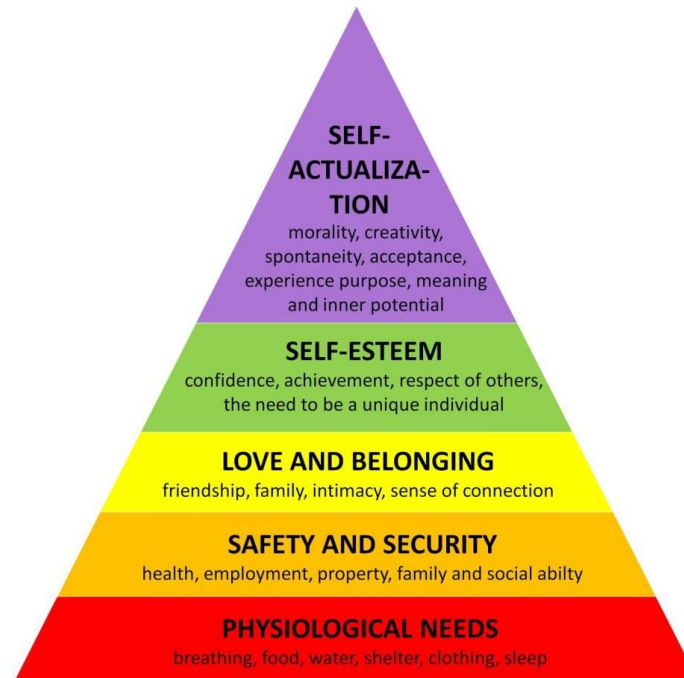 SELF-
ACTUALIZA-
TION
morality, creativity,
spontaneity, acceptance,
experience purpose, meaning
and inner potential
SELF-ESTEEM
confidence, achievement, respect of others,
the need to be a unique individual
LOVE AND BELONGING
friendship, family, intimacy, sense of connection
SAFETY AND SECURITY
health, employment, property, family and social abilty
PHYSIOLOGICAL NEEDS
breathing, food, water, shelter, clothing, sleep